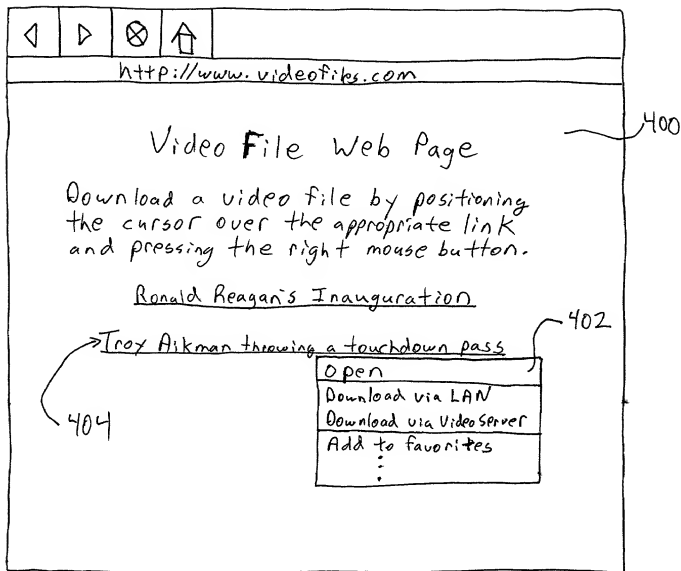 http://www.videofiles.com
400
Video File Web Page
Download a video file by positioning
the cursor over the appropriate link
and pressing the right mouse button.
Ronald Reagan's Inauguration
402
Troy Aikman throwing a touchdown pass
Open
Download via LAN
Download via Video Server
404
Add to favorites